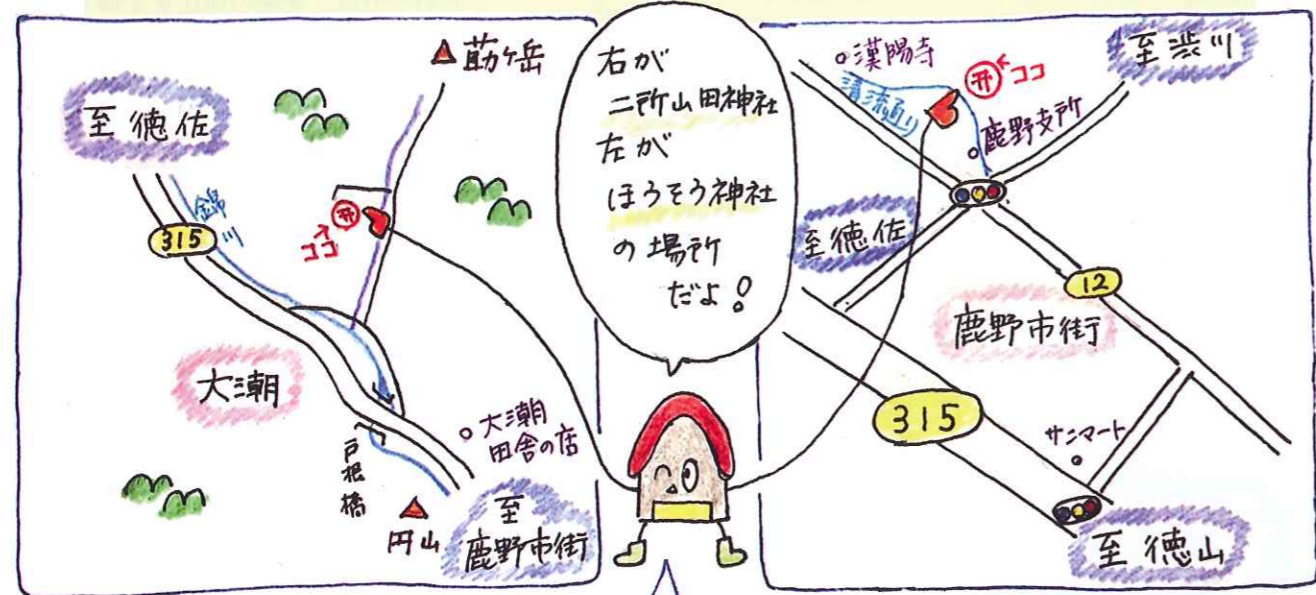 莇ケ岳
至徳佐
錦川
315
ココ
大潮
戸根橋
大潮
田舎の店
円山
至
鹿野市街
右が
二所山田神社
左が
ほうそう神社
の場所
だよ!
漢陽寺
清流通り
ココ
至渋川
鹿野支所
至徳佐
12
鹿野市街
315
サンマート
至徳山